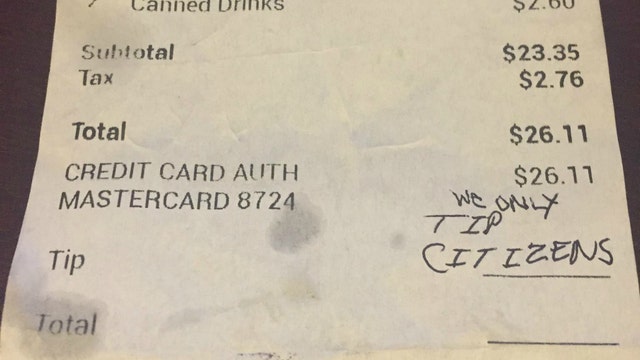 Canned Drinks $2.60
Subtotal $23.35
Tax $2.76
Total $26.11
CREDIT CARD AUTH $26.11
MASTERCARD 8724
WE ONLY
TIP
CITIZENS
Tip
Total